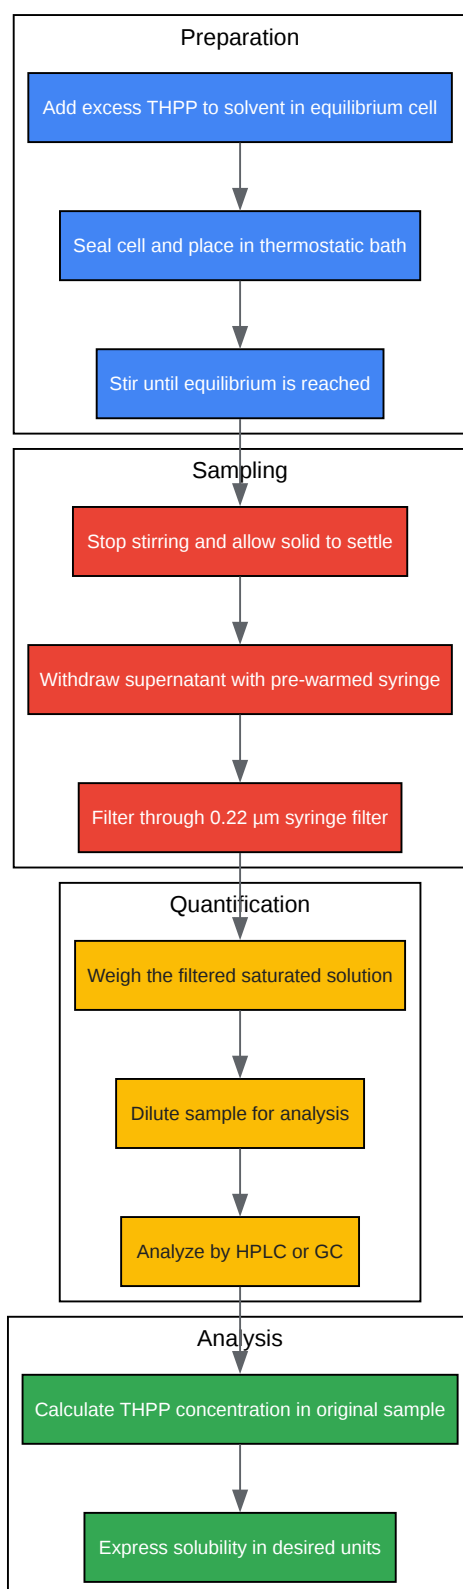 Preparation
Add excess THPP to solvent in equilibrium cell
Seal cell and place in thermostatic bath
Stir until equilibrium is reached
Sampling
Stop stirring and allow solid to settle
Withdraw supernatant with pre-warmed syringe
Filter through 0.22 µm syringe filter
Quantification
Weigh the filtered saturated solution
Dilute sample for analysis
Analyze by HPLC or GC
Analysis
Calculate THPP concentration in original sample
Express solubility in desired units